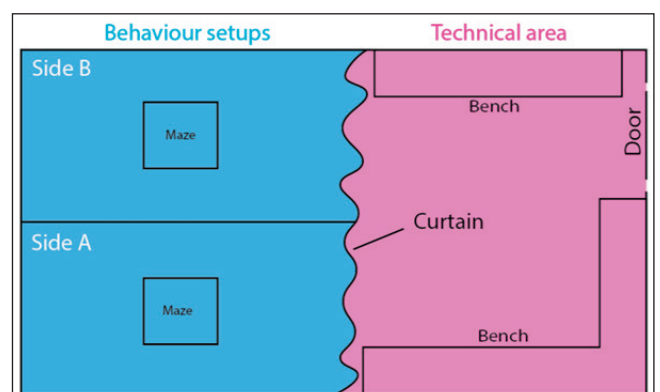 Behaviour setups
Technical area
Side B
Maze
Bench
Door
Side A
Curtain
Maze
Bench